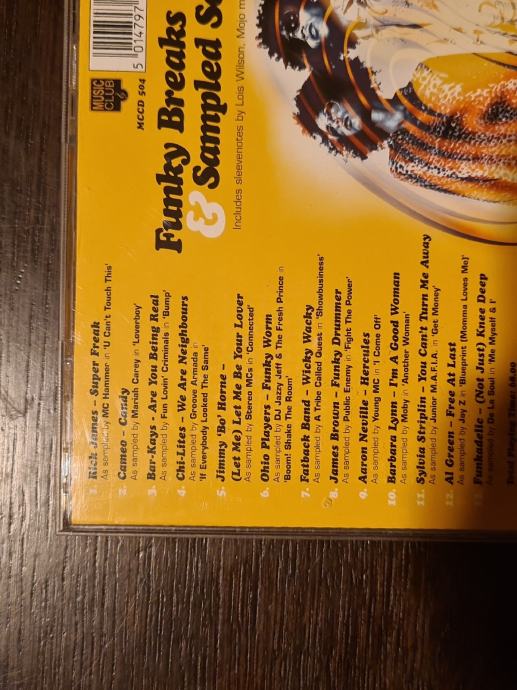 5 014797
MUSIC
CLUB
MCCD 504
Funky Breaks
& Sampled So
Includes sleevenotes by Lois Wilson, Mojo m
1. Rick James – Super Freak
As sampled by MC Hammer in 'U Can't Touch This'
2. Cameo – Candy
As sampled by Mariah Carey in 'Loverboy'
3. Bar-Kays – Are You Being Real
As sampled by Fun Lovin' Criminals in 'Bump'
4. Chi-Lites – We Are Neighbours
As sampled by Groove Armada in
'If Everybody Looked The Same'
5. Jimmy 'Bo' Horne –
(Let Me) Let Me Be Your Lover
As sampled by Stereo MCs in 'Connected'
6. Ohio Players – Funky Worm
As sampled by DJ Jazzy Jeff & The Fresh Prince in
'Boom! Shake The Room'
7. Fatback Band – Wicky Wacky
As sampled by A Tribe Called Quest in 'Showbusiness'
8. James Brown – Funky Drummer
As sampled by Public Enemy in 'Fight The Power'
9. Aaron Neville – Hercules
As sampled by Young MC in 'I Come Off'
10. Barbara Lynn – I'm A Good Woman
As sampled by Moby in 'Another Woman'
11. Sylvia Striplin – You Can't Turn Me Away
As sampled by Junior M.A.F.I.A. in 'Get Money'
12. Al Green – Free At Last
As sampled by Jay Z in 'Blueprint (Momma Loves Me)'
13. Funkadelic – (Not Just) Knee Deep
As sampled by De La Soul in 'Me Myself & I'